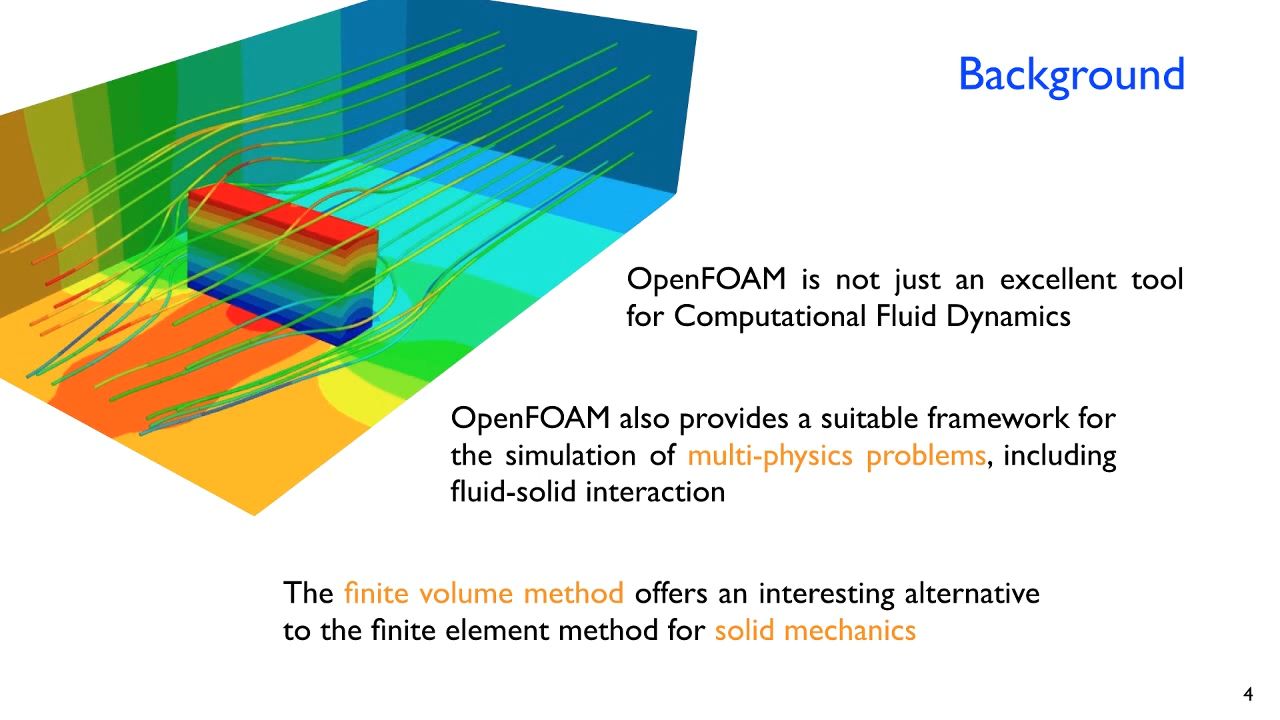 Background
OpenFOAM is not just an excellent tool
for Computational Fluid Dynamics
OpenFOAM also provides a suitable framework for
the simulation of multi-physics problems, including
fluid-solid interaction
The finite volume method offers an interesting alternative
to the finite element method for solid mechanics
4